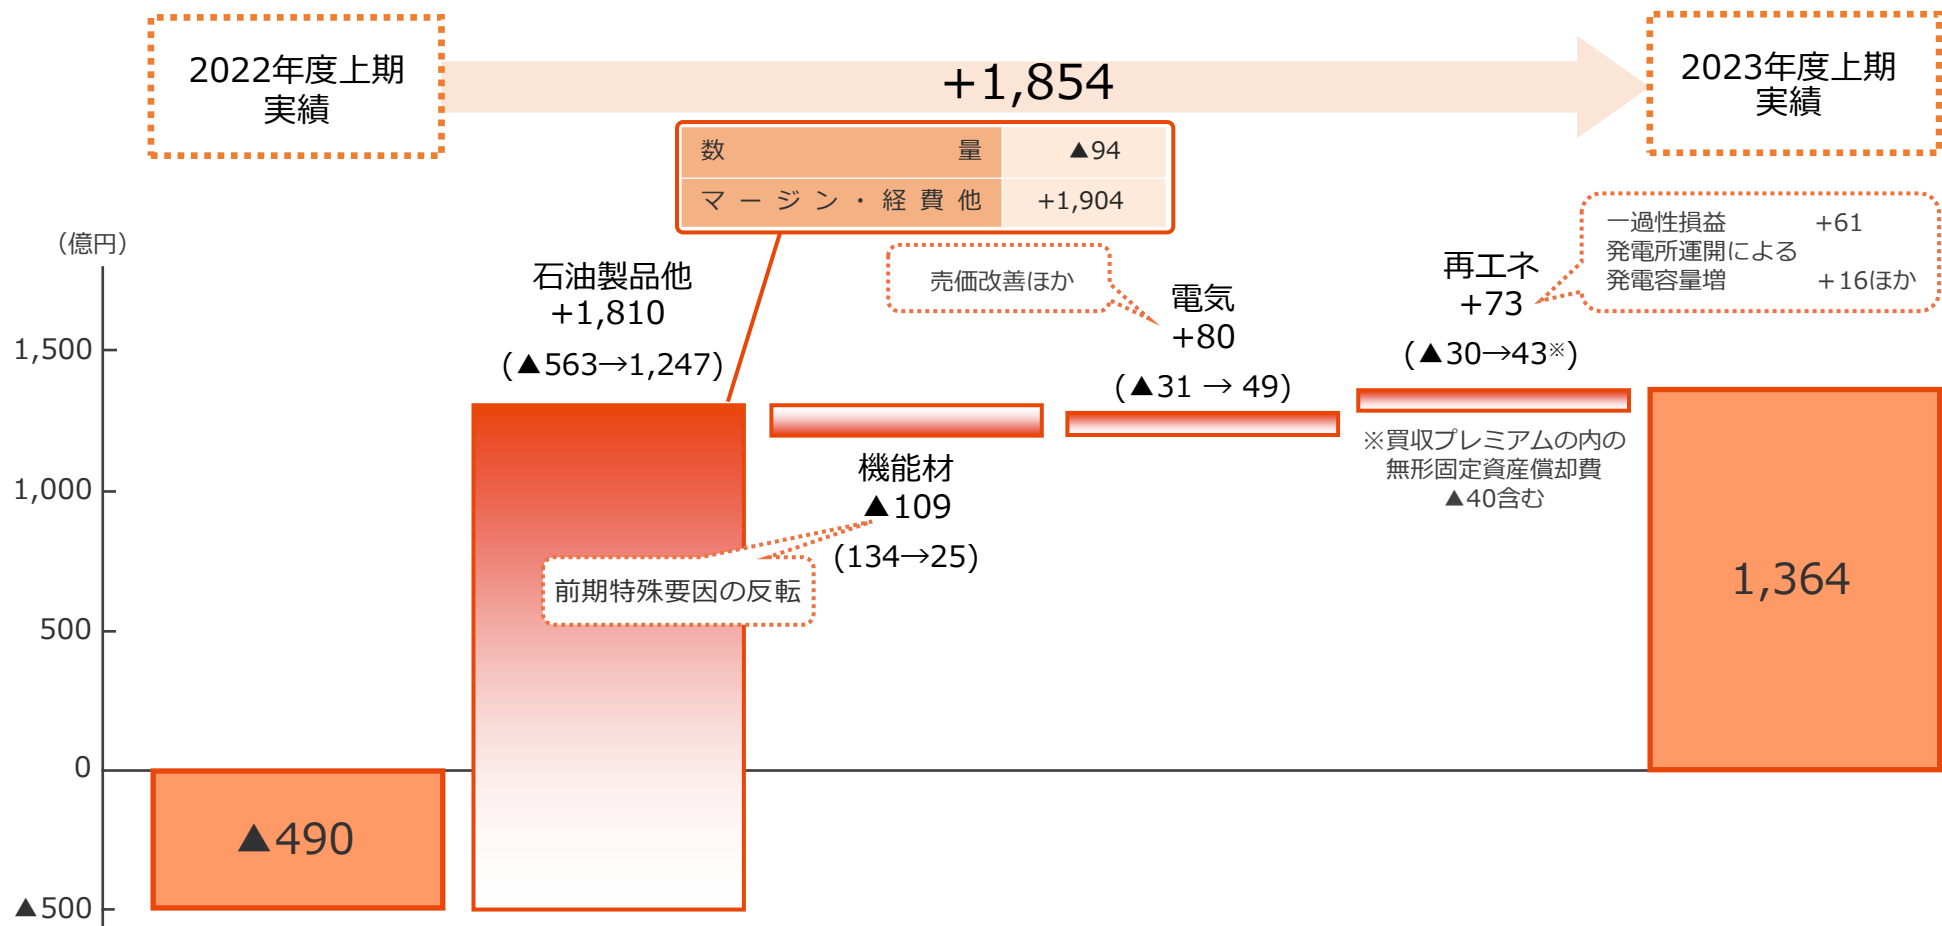 2022年度上期
実績
+1,854
2023年度上期
実績
数量 ▲94
マージン・経費他 +1,904
(億円)
石油製品他
+1,810
(▲563→1,247)
売価改善ほか
電気
+80
(▲31 → 49)
再エネ
+73
(▲30→43※)
一過性損益 +61
発電所運開による
発電容量増 +16ほか
※買収プレミアムの内の
無形固定資産償却費
▲40含む
機能材
▲109
(134→25)
前期特殊要因の反転
1,500
1,000
500
0
▲500
▲490
1,364